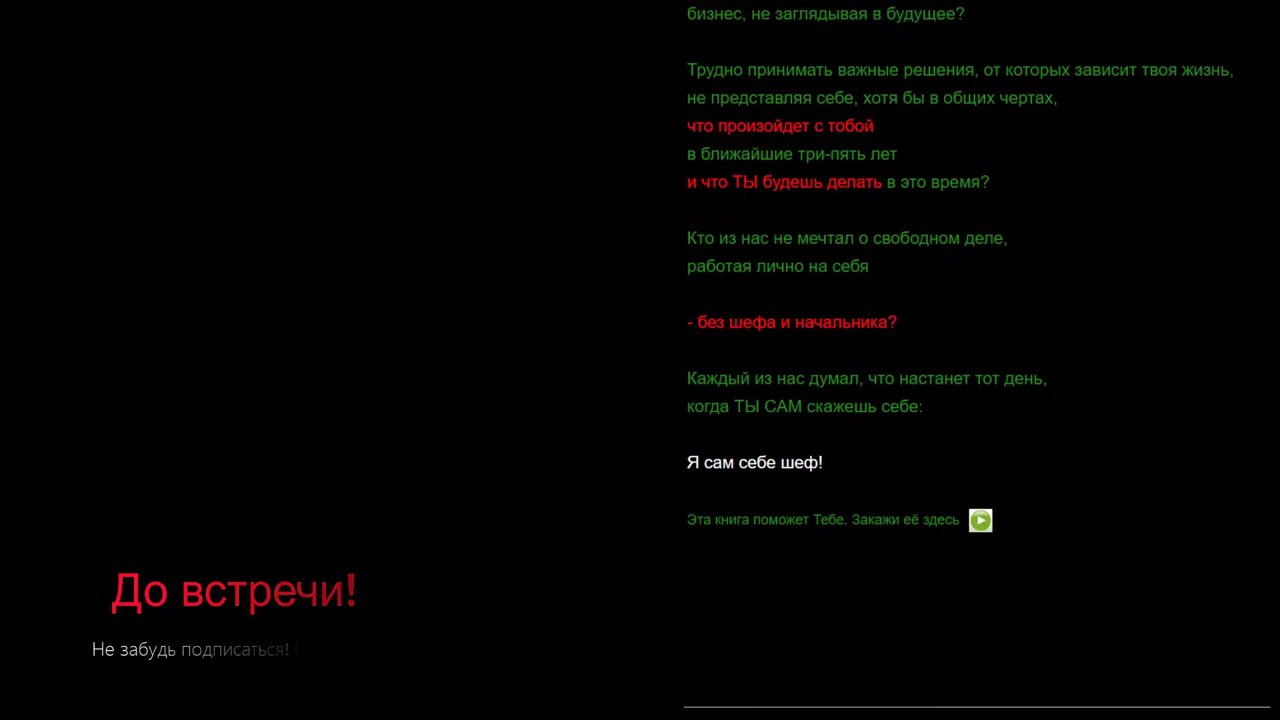 бизнес, не заглядывая в будущее?
Трудно принимать важные решения, от которых зависит твоя жизнь,
не представляя себе, хотя бы в общих чертах,
что произойдет с тобой
в ближайшие три-пять лет
и что ТЫ будешь делать в это время?
Кто из нас не мечтал о свободном деле,
работая лично на себя
- без шефа и начальника?
Каждый из нас думал, что настанет тот день,
когда ТЫ САМ скажешь себе:
Я сам себе шеф!
Эта книга поможет Тебе. Закажи её здесь
До встречи!
Не забудь подписаться!